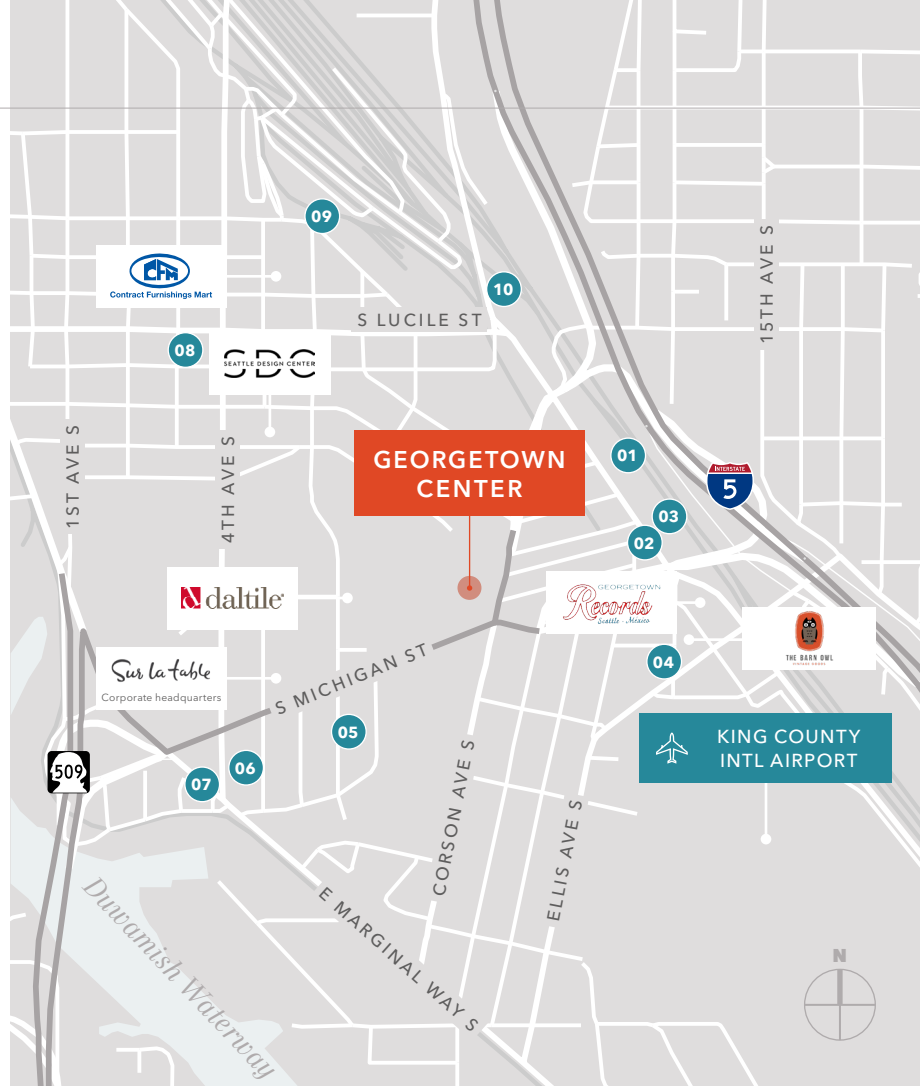 09
CFM
Contract Furnishings Mart
10
15TH AVE S
S LUCILE ST
08
SDC
SEATTLE DESIGN CENTER
1ST AVE S
4TH AVE S
GEORGETOWN
CENTER
01
INTERSTATE
5
03
02
daltile
GEORGETOWN
Records
Seattle - Mexico
THE BARN OWL
VINTAGE GOODS
04
Sur la table
Corporate headquarters
S MICHIGAN ST
05
KING COUNTY
INTL AIRPORT
509
06
07
CORSON AVE S
ELLIS AVE S
E MARGINAL WAY S
Duwamish Waterway
N